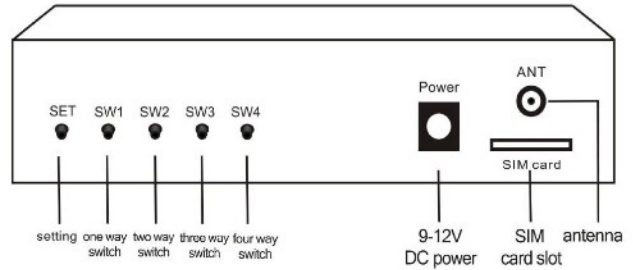 ANT
Power
SET SW1 SW2 SW3 SW4
SIM card
setting one way switch two way switch three way switch four way switch
9-12V
DC power
SIM
card slot
antenna